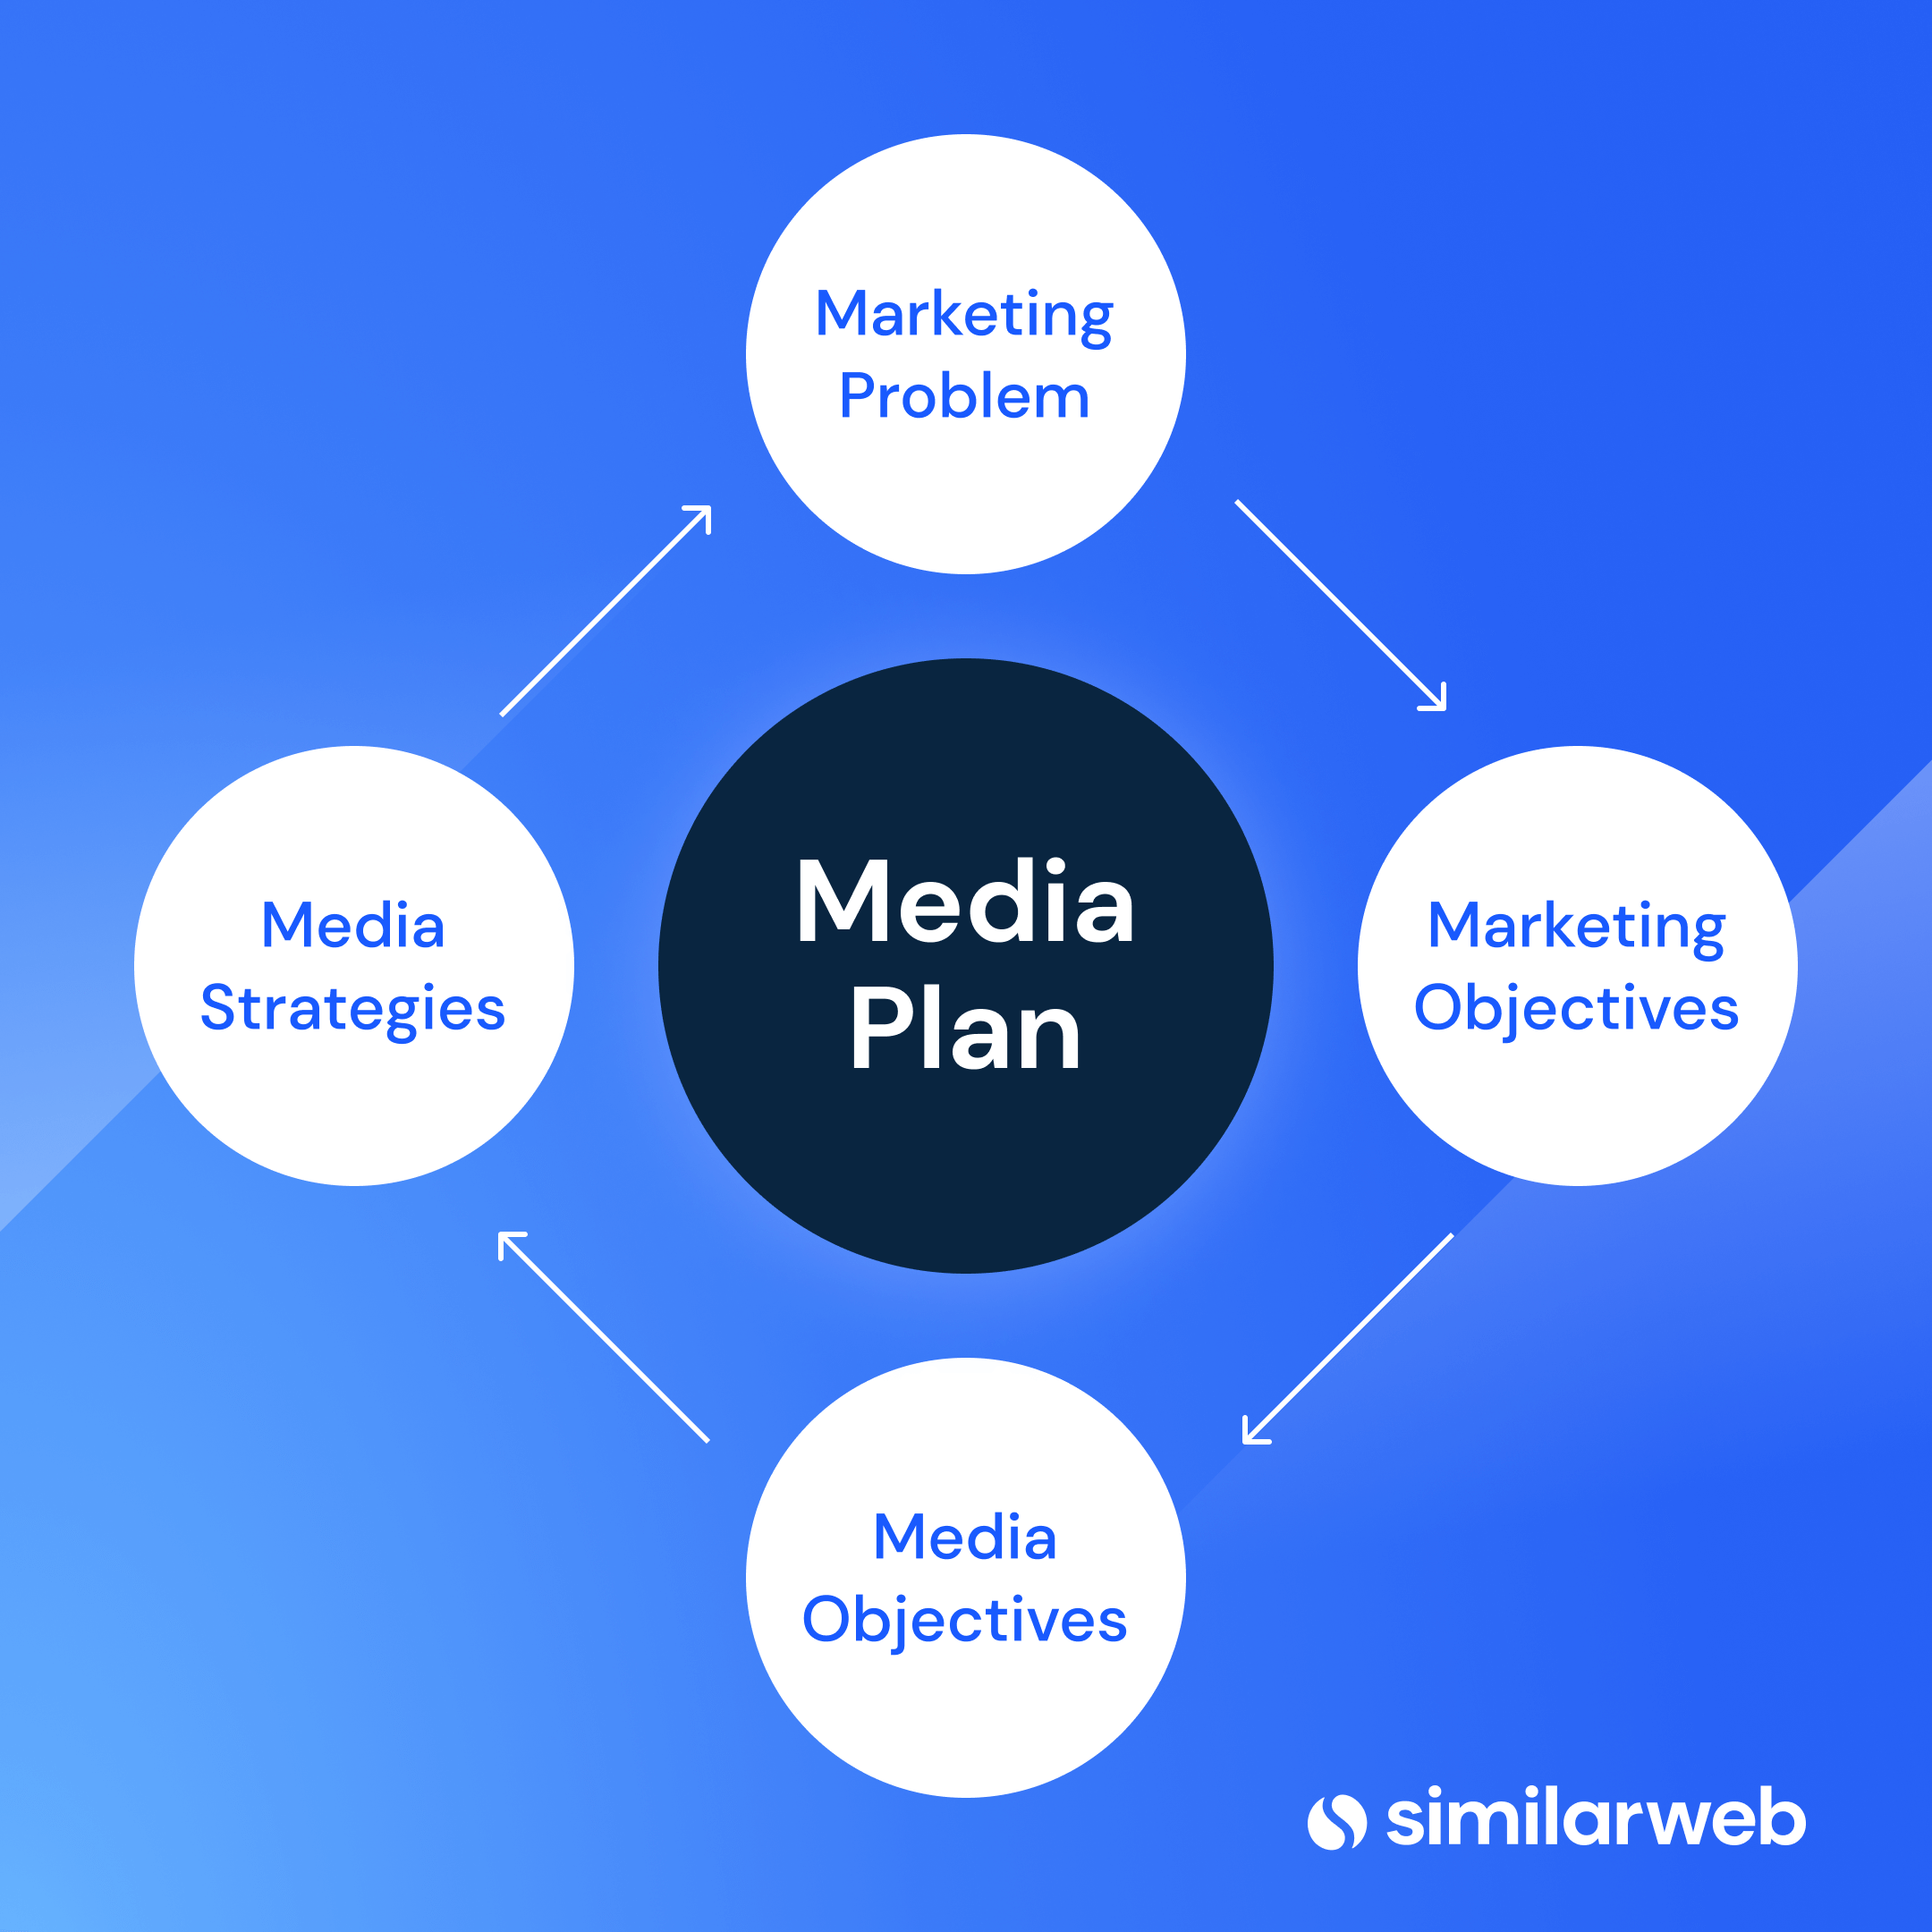 Marketing
Problem
Media
Strategies
Media
Plan
Marketing
Objectives
Media
Objectives
similarweb